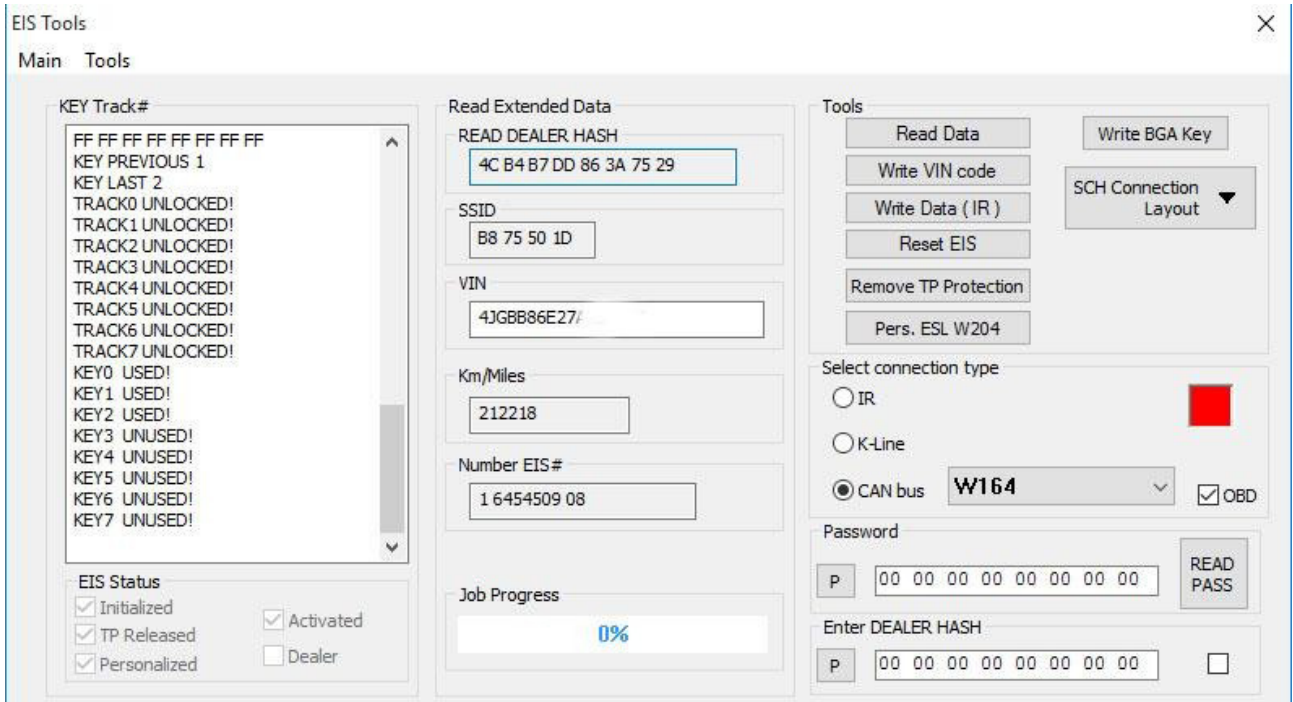 EIS Tools
Main Tools
KEY Track#
FF FF FF FF FF FF FF FF
KEY PREVIOUS 1
KEY LAST 2
TRACK0 UNLOCKED!
TRACK1 UNLOCKED!
TRACK2 UNLOCKED!
TRACK3 UNLOCKED!
TRACK4 UNLOCKED!
TRACK5 UNLOCKED!
TRACK6 UNLOCKED!
TRACK7 UNLOCKED!
KEY0 USED!
KEY1 USED!
KEY2 USED!
KEY3 UNUSED!
KEY4 UNUSED!
KEY5 UNUSED!
KEY6 UNUSED!
KEY7 UNUSED!
EIS Status
Initialized
TP Released
Personalized
Activated
Dealer
Read Extended Data
READ DEALER HASH
4C B4 B7 DD 86 3A 75 29
SSID
B8 75 50 1D
VIN
4JGBB86E27
Km/Miles
212218
Number EIS#
1 6454509 08
Job Progress
0%
Tools
Read Data
Write VIN code
Write Data ( IR )
Reset EIS
Remove TP Protection
Pers. ESL W204
Write BGA Key
SCH Connection
Layout
Select connection type
IR
K-Line
CAN bus
W164
OBD
Password
P
00 00 00 00 00 00 00 00
READ
PASS
Enter DEALER HASH
P
00 00 00 00 00 00 00 00